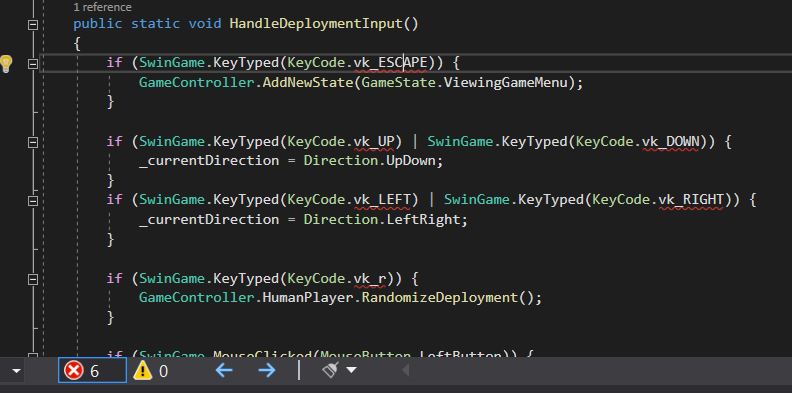 1 reference
public static void HandleDeploymentInput()
{
if (SwinGame.KeyTyped(KeyCode.vk_ESCAPE)) {
GameController.AddNewState(GameState.ViewingGameMenu);
}
if (SwinGame.KeyTyped(KeyCode.vk_UP) | SwinGame.KeyTyped(KeyCode.vk_DOWN)) {
_currentDirection = Direction.UpDown;
}
if (SwinGame.KeyTyped(KeyCode.vk_LEFT) | SwinGame.KeyTyped(KeyCode.vk_RIGHT)) {
_currentDirection = Direction.LeftRight;
}
if (SwinGame.KeyTyped(KeyCode.vk_r)) {
GameController.HumanPlayer.RandomizeDeployment();
}
if (SwinGame.MouseClicked(MouseButton.LeftButton)) {
6 0